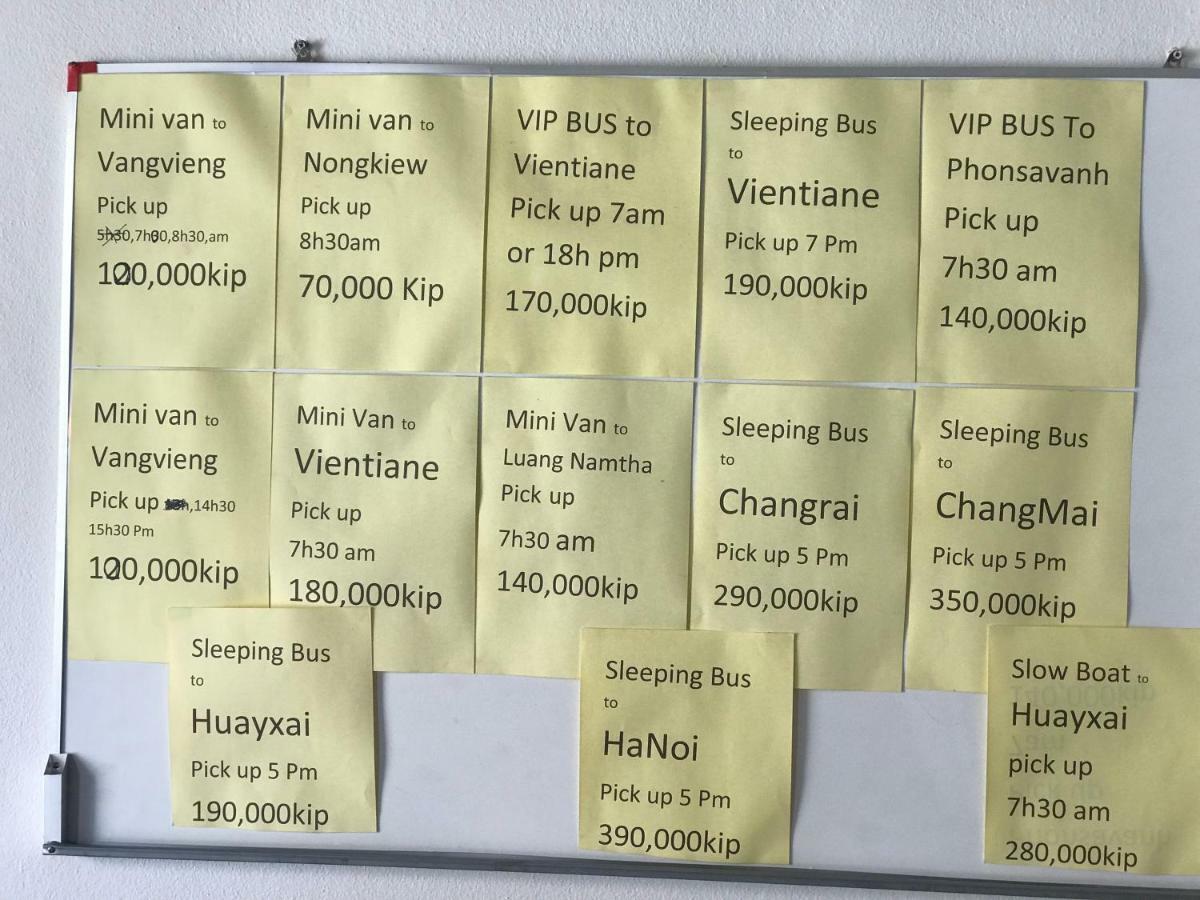 Mini van to
Vangvieng
Pick up
5h30,7h00,8h30,am
120,000kip
Mini van to
Nongkiew
Pick up
8h30am
70,000 Kip
VIP BUS to
Vientiane
Pick up 7am
or 18h pm
170,000kip
Sleeping Bus
to
Vientiane
Pick up 7 Pm
190,000kip
VIP BUS To
Phonsavanh
Pick up
7h30 am
140,000kip
Mini van to
Vangvieng
Pick up ,14h30
15h30 Pm
120,000kip
Mini Van to
Vientiane
Pick up
7h30 am
180,000kip
Mini Van to
Luang Namtha
Pick up
7h30 am
140,000kip
Sleeping Bus
to
Changrai
Pick up 5 Pm
290,000kip
Sleeping Bus
to
ChangMai
Pick up 5 Pm
350,000kip
Sleeping Bus
to
Huayxai
Pick up 5 Pm
190,000kip
Sleeping Bus
to
HaNoi
Pick up 5 Pm
390,000kip
Slow Boat to
Huayxai
pick up
7h30 am
280,000kip